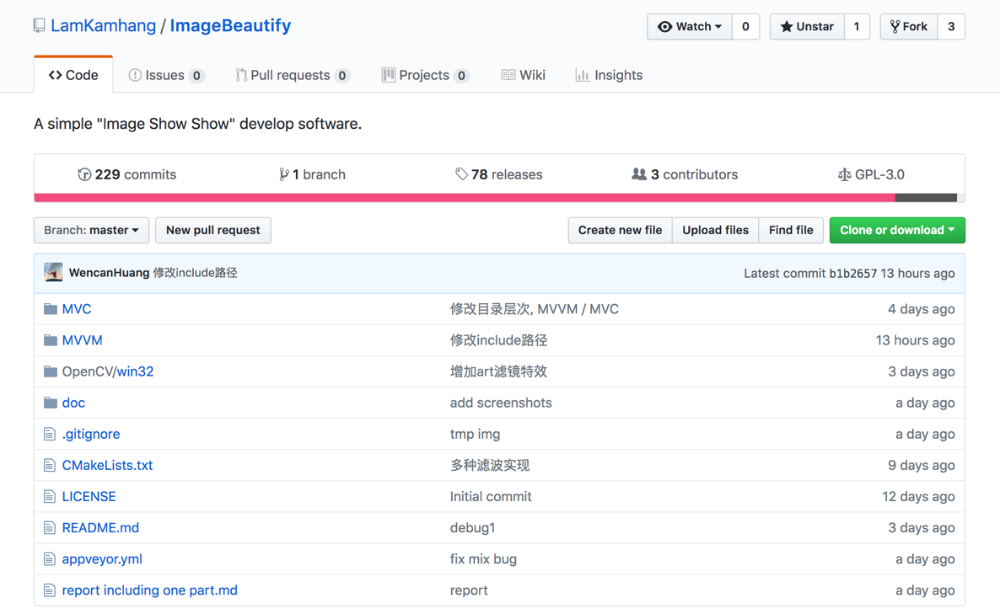 LamKamhang / ImageBeautify
Watch 0 Unstar 1 Fork 3
Code Issues 0 Pull requests 0 Projects 0 Wiki Insights
A simple "Image Show Show" develop software.
229 commits 1 branch 78 releases 3 contributors GPL-3.0
Branch: master New pull request Create new file Upload files Find file Clone or download
WencanHuang 修改include路径 Latest commit b1b2657 13 hours ago
MVC 修改目录层次, MVVM / MVC 4 days ago
MVVM 修改include路径 13 hours ago
OpenCV/win32 增加art滤镜特效 3 days ago
doc add screenshots a day ago
.gitignore tmp img a day ago
CMakeLists.txt 多种滤波实现 9 days ago
LICENSE Initial commit 12 days ago
README.md debug1 3 days ago
appveyor.yml fix mix bug a day ago
report including one part.md report a day ago